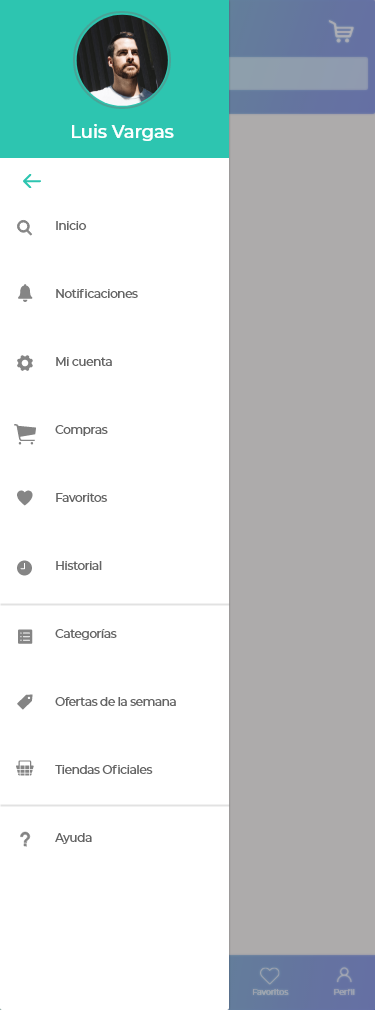 Luis Vargas
Inicio
Notificaciones
Mi cuenta
Compras
Favoritos
Historial
Categorías
Ofertas de la semana
Tiendas Oficiales
Ayuda
Favoritos
Perfil